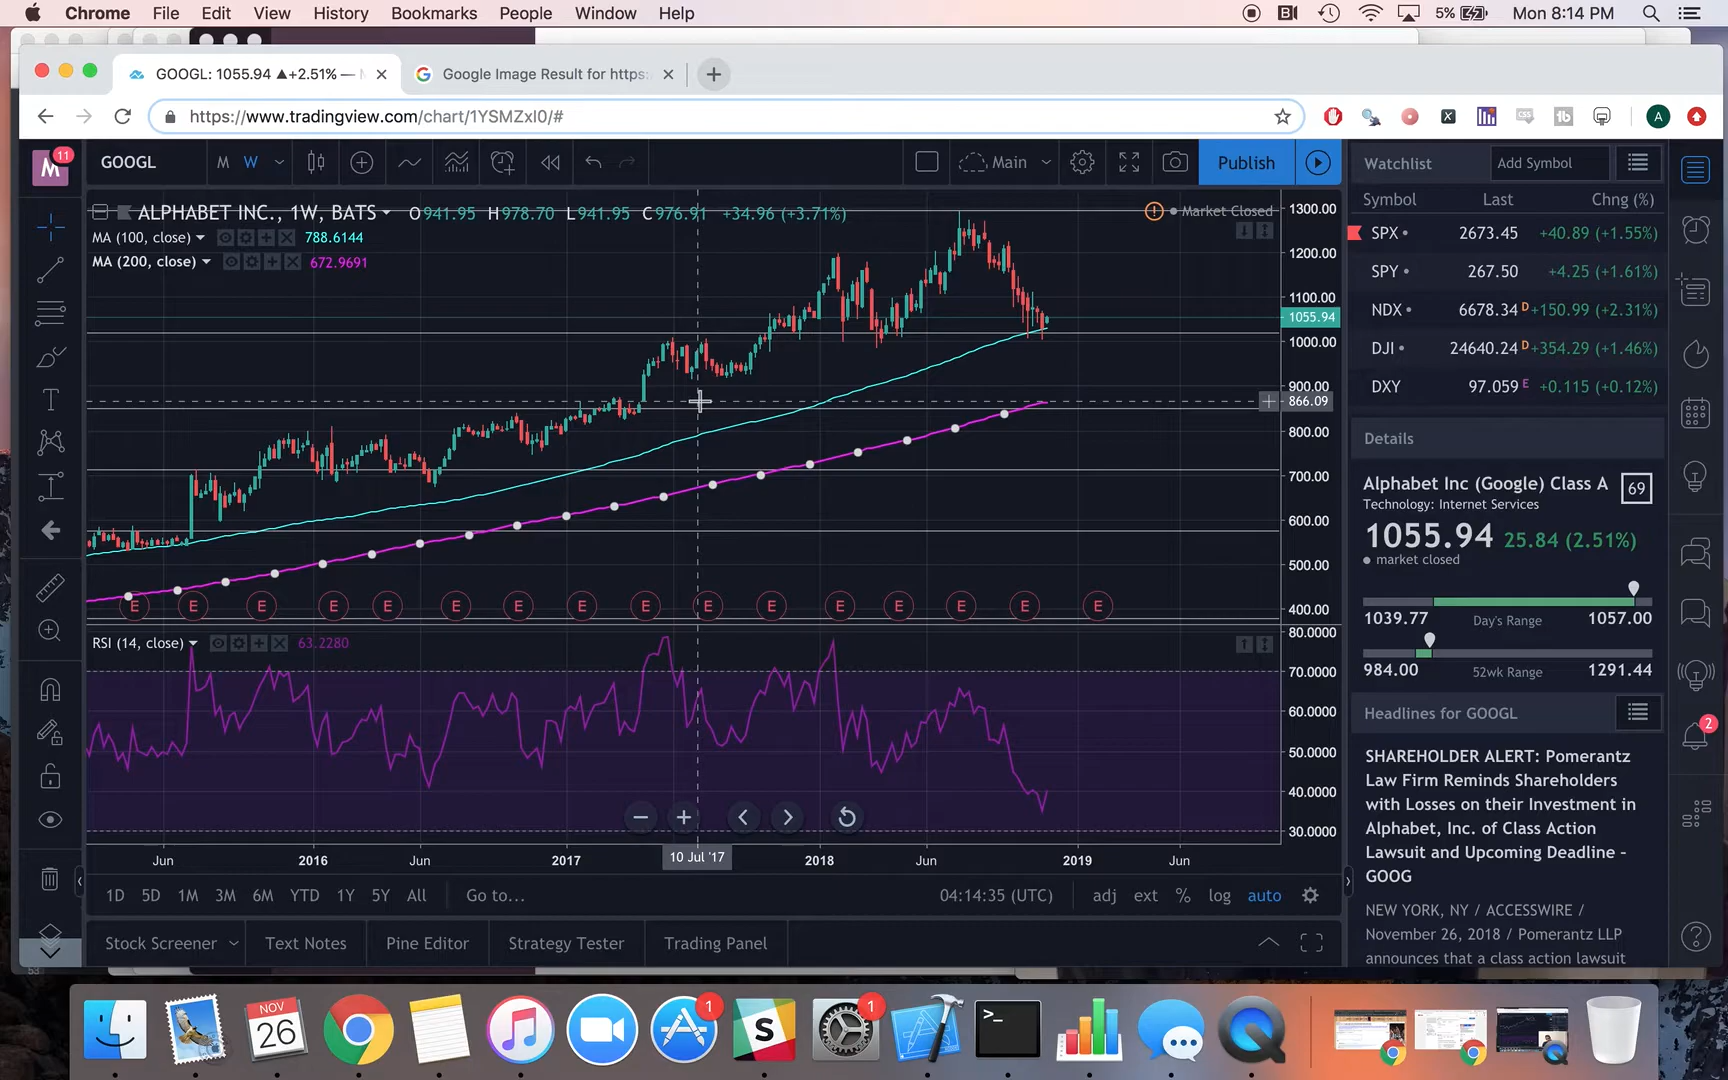 Chrome File Edit View History Bookmarks People Window Help 5% Mon 8:14 PM
GOOGL: 1055.94 ▲+2.51% — Google Image Result for https:
https://www.tradingview.com/chart/1YSMZxI0/# A
M 11 GOOGL M W Main Publish Watchlist Add Symbol
Symbol Last Chng (%)
ALPHABET INC., 1W, BATS O941.95 H978.70 L941.95 C976.91 +34.96 (+3.71%) Market Closed
MA (100, close) 788.6144
MA (200, close) 672.9691
1300.00
1200.00
1100.00
1055.94
1000.00
900.00
866.09
800.00
700.00
600.00
500.00
400.00
SPX 2673.45 +40.89 (+1.55%)
SPY 267.50 +4.25 (+1.61%)
NDX 6678.34 D +150.99 (+2.31%)
DJI 24640.24 D +354.29 (+1.46%)
DXY 97.059 E +0.115 (+0.12%)
Details
Alphabet Inc (Google) Class A 69
Technology: Internet Services
1055.94 25.84 (2.51%)
market closed
1039.77 Day's Range 1057.00
984.00 52wk Range 1291.44
E E E E E E E E E E E E E E E E
RSI (14, close) 63.2280
80.0000
70.0000
60.0000
50.0000
40.0000
30.0000
Jun 2016 Jun 2017 10 Jul '17 2018 Jun 2019 Jun
Headlines for GOOGL
SHAREHOLDER ALERT: Pomerantz
Law Firm Reminds Shareholders
with Losses on their Investment in
Alphabet, Inc. of Class Action
Lawsuit and Upcoming Deadline -
GOOG
NEW YORK, NY / ACCESSWIRE /
November 26, 2018 / Pomerantz LLP
announces that a class action lawsuit
2
1D 5D 1M 3M 6M YTD 1Y 5Y All Go to... 04:14:35 (UTC) adj ext % log auto
Stock Screener Text Notes Pine Editor Strategy Tester Trading Panel
NOV
26
1
S
1